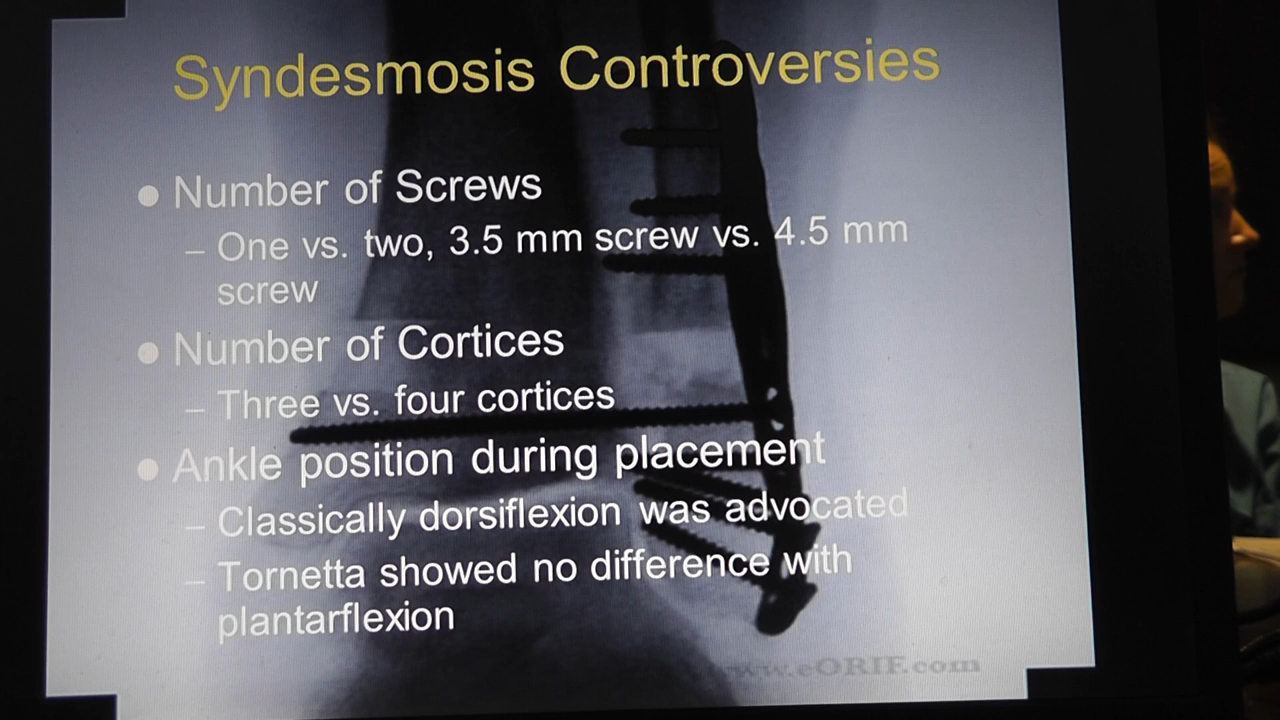 Syndesmosis Controversies
● Number of Screws
– One vs. two, 3.5 mm screw vs. 4.5 mm
screw
● Number of Cortices
– Three vs. four cortices
● Ankle position during placement
– Classically dorsiflexion was advocated
– Tornetta showed no difference with
plantarflexion
www.eORIF.com